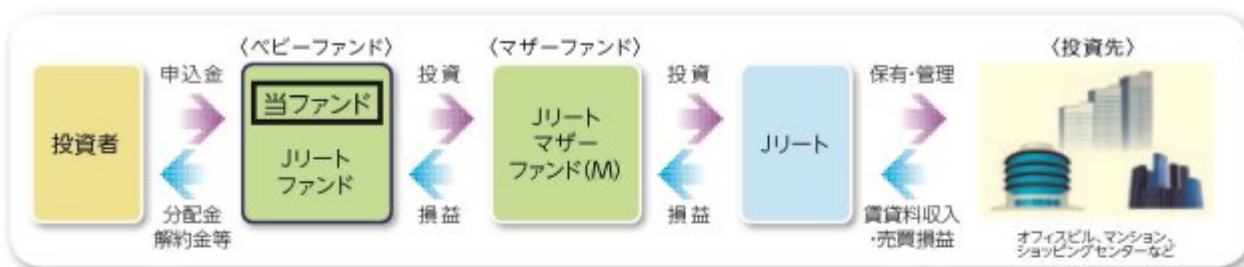 〈ベビーファンド〉
〈マザーファンド〉
〈投資先〉
投資者
申込金
分配金
解約金等
当ファンド
Jリート
ファンド
投資
損益
Jリート
マザー
ファンド(M)
投資
損益
Jリート
保有・管理
賃貸料収入
・売買損益
オフィスビル、マンション、
ショッピングセンターなど